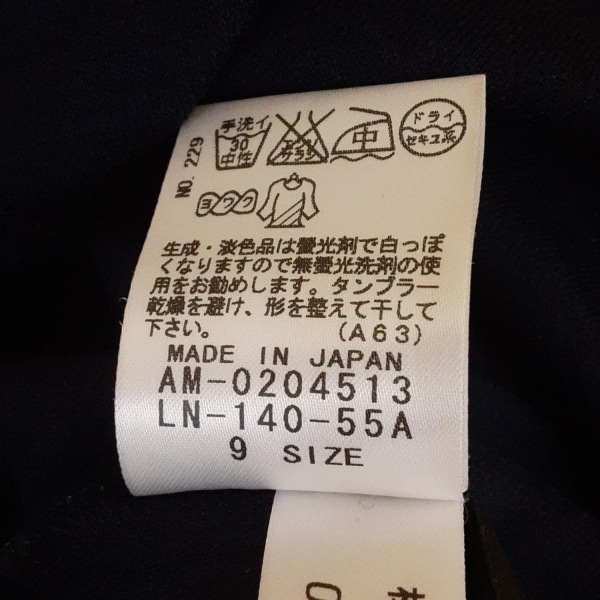 NO. 229
手洗イ
30
中性
エンソ
サラシ
中
ドライ
セキユ系
ヨワク
生成・淡色品は螢光剤で白っぽ
くなりますので無螢光洗剤の使
用をお勧めします。タンブラー
乾燥を避け、形を整えて干して
下さい。 (A63)
MADE IN JAPAN
AM-0204513
LN-140-55A
9 SIZE